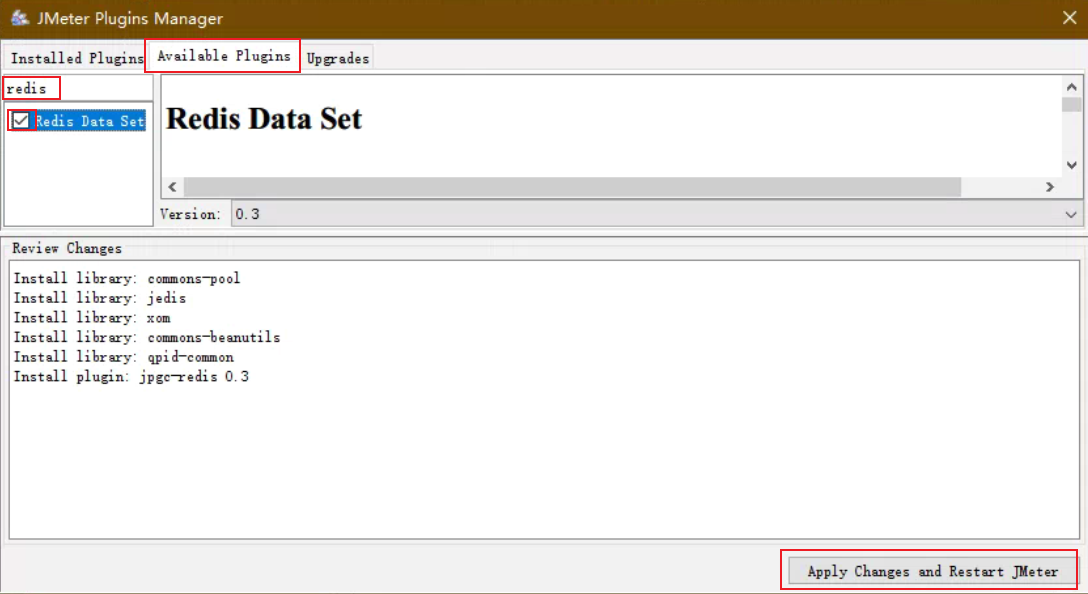 JMeter Plugins Manager
Installed Plugins
Available Plugins
Upgrades
redis
Redis Data Set
Redis Data Set
Version: 0.3
Review Changes
Install library: commons-pool
Install library: jedis
Install library: xom
Install library: commons-beanutils
Install library: qpid-common
Install plugin: jpgc-redis 0.3
Apply Changes and Restart JMeter